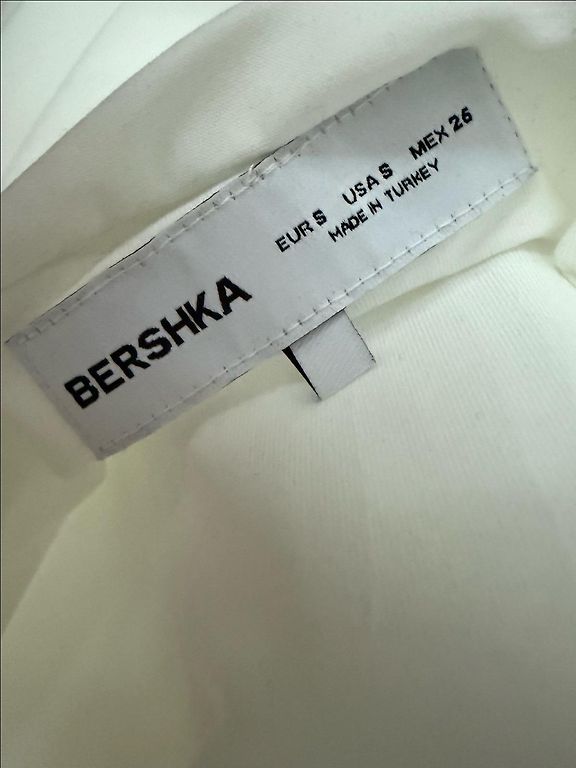 BERSHKA
EUR S USA S MEX 26
MADE IN TURKEY